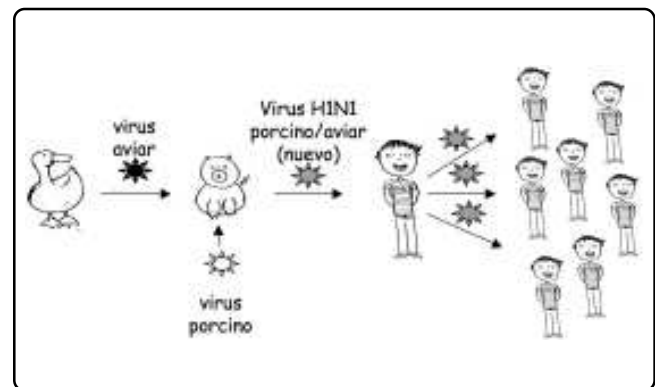 virus
aviar
Virus H1N1
porcino/aviar
(nuevo)
virus
porcino